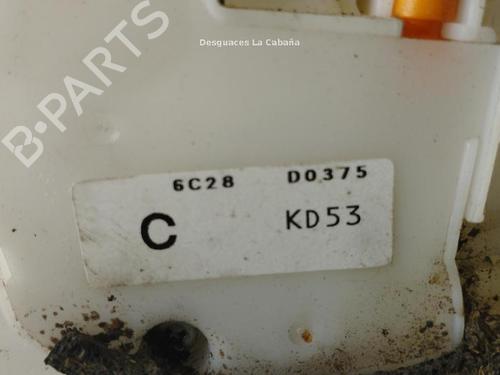 Desguaces La Cabaña
B-PARTS
6C28 D0375
C KD53